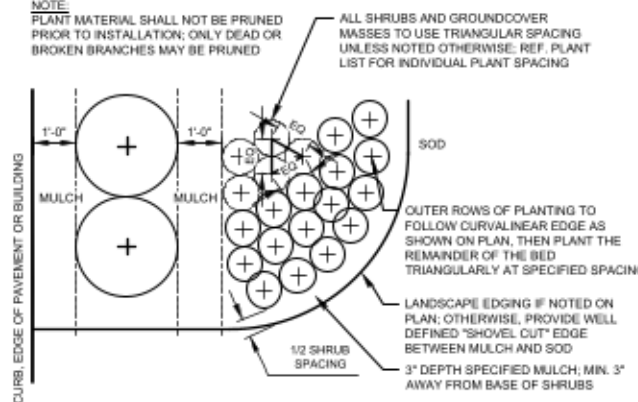 NOTE:
PLANT MATERIAL SHALL NOT BE PRUNED
PRIOR TO INSTALLATION; ONLY DEAD OR
BROKEN BRANCHES MAY BE PRUNED
ALL SHRUBS AND GROUNDCOVER
MASSES TO USE TRIANGULAR SPACING
UNLESS NOTED OTHERWISE; REF. PLANT
LIST FOR INDIVIDUAL PLANT SPACING
1'-0"
1'-0"
EQ
EQ
EQ
SOD
MULCH
MULCH
CURB, EDGE OF PAVEMENT OR BUILDING
OUTER ROWS OF PLANTING TO
FOLLOW CURVALINEAR EDGE AS
SHOWN ON PLAN, THEN PLANT THE
REMAINDER OF THE BED
TRIANGULARLY AT SPECIFIED SPACING
LANDSCAPE EDGING IF NOTED ON
PLAN; OTHERWISE, PROVIDE WELL
DEFINED "SHOVEL CUT" EDGE
BETWEEN MULCH AND SOD
1/2 SHRUB
SPACING
3" DEPTH SPECIFIED MULCH; MIN. 3"
AWAY FROM BASE OF SHRUBS